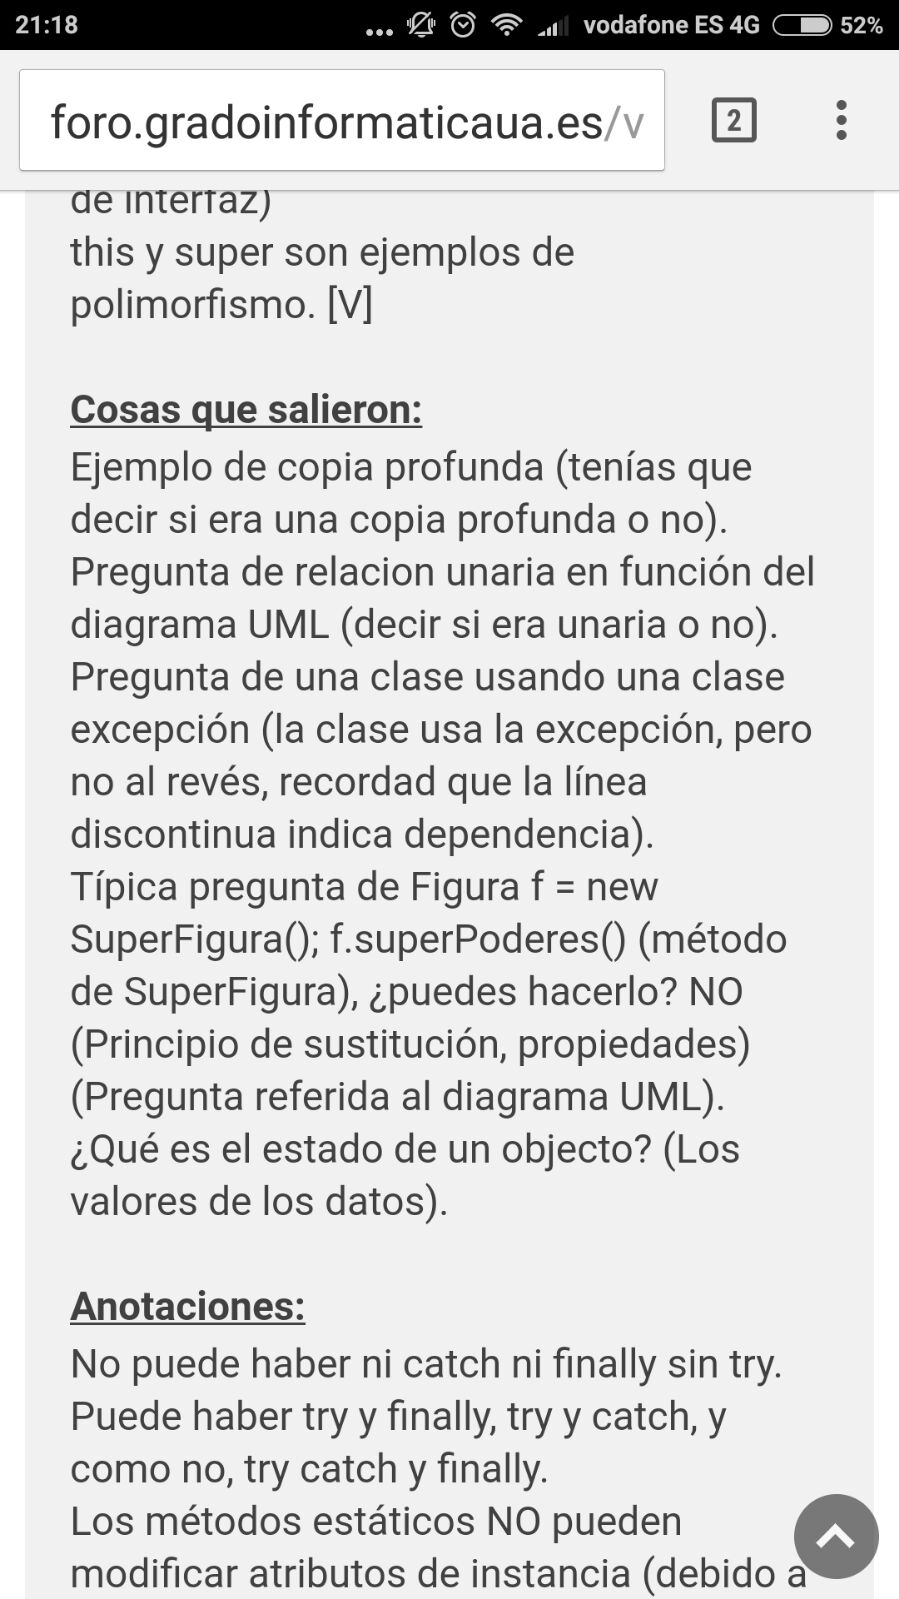 21:18
... vodafone ES 4G 52%
foro.gradoinformaticaua.es/v
2
de interfaz)
this y super son ejemplos de
polimorfismo. [V]
Cosas que salieron:
Ejemplo de copia profunda (tenías que
decir si era una copia profunda o no).
Pregunta de relacion unaria en función del
diagrama UML (decir si era unaria o no).
Pregunta de una clase usando una clase
excepción (la clase usa la excepción, pero
no al revés, recordad que la línea
discontinua indica dependencia).
Típica pregunta de Figura f = new
SuperFigura(); f.superPoderes() (método
de SuperFigura), ¿puedes hacerlo? NO
(Principio de sustitución, propiedades)
(Pregunta referida al diagrama UML).
¿Qué es el estado de un objecto? (Los
valores de los datos).
Anotaciones:
No puede haber ni catch ni finally sin try.
Puede haber try y finally, try y catch, y
como no, try catch y finally.
Los métodos estáticos NO pueden
modificar atributos de instancia (debido a